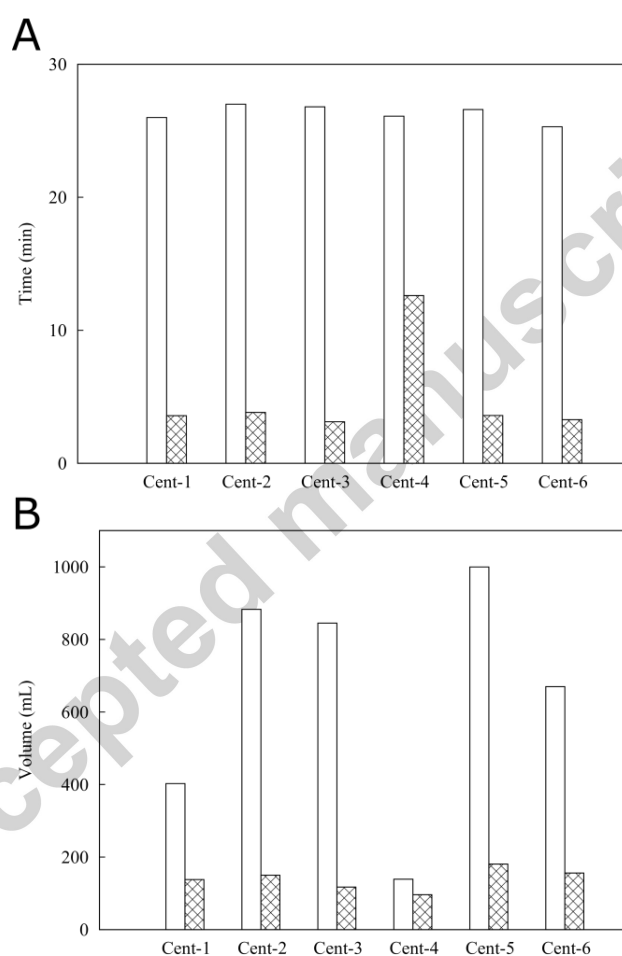 A
30
20
10
0
Time (min)
Cent-1 Cent-2 Cent-3 Cent-4 Cent-5 Cent-6
B
1000
800
600
400
200
0
Volume (mL)
Cent-1 Cent-2 Cent-3 Cent-4 Cent-5 Cent-6
cepted manuscri